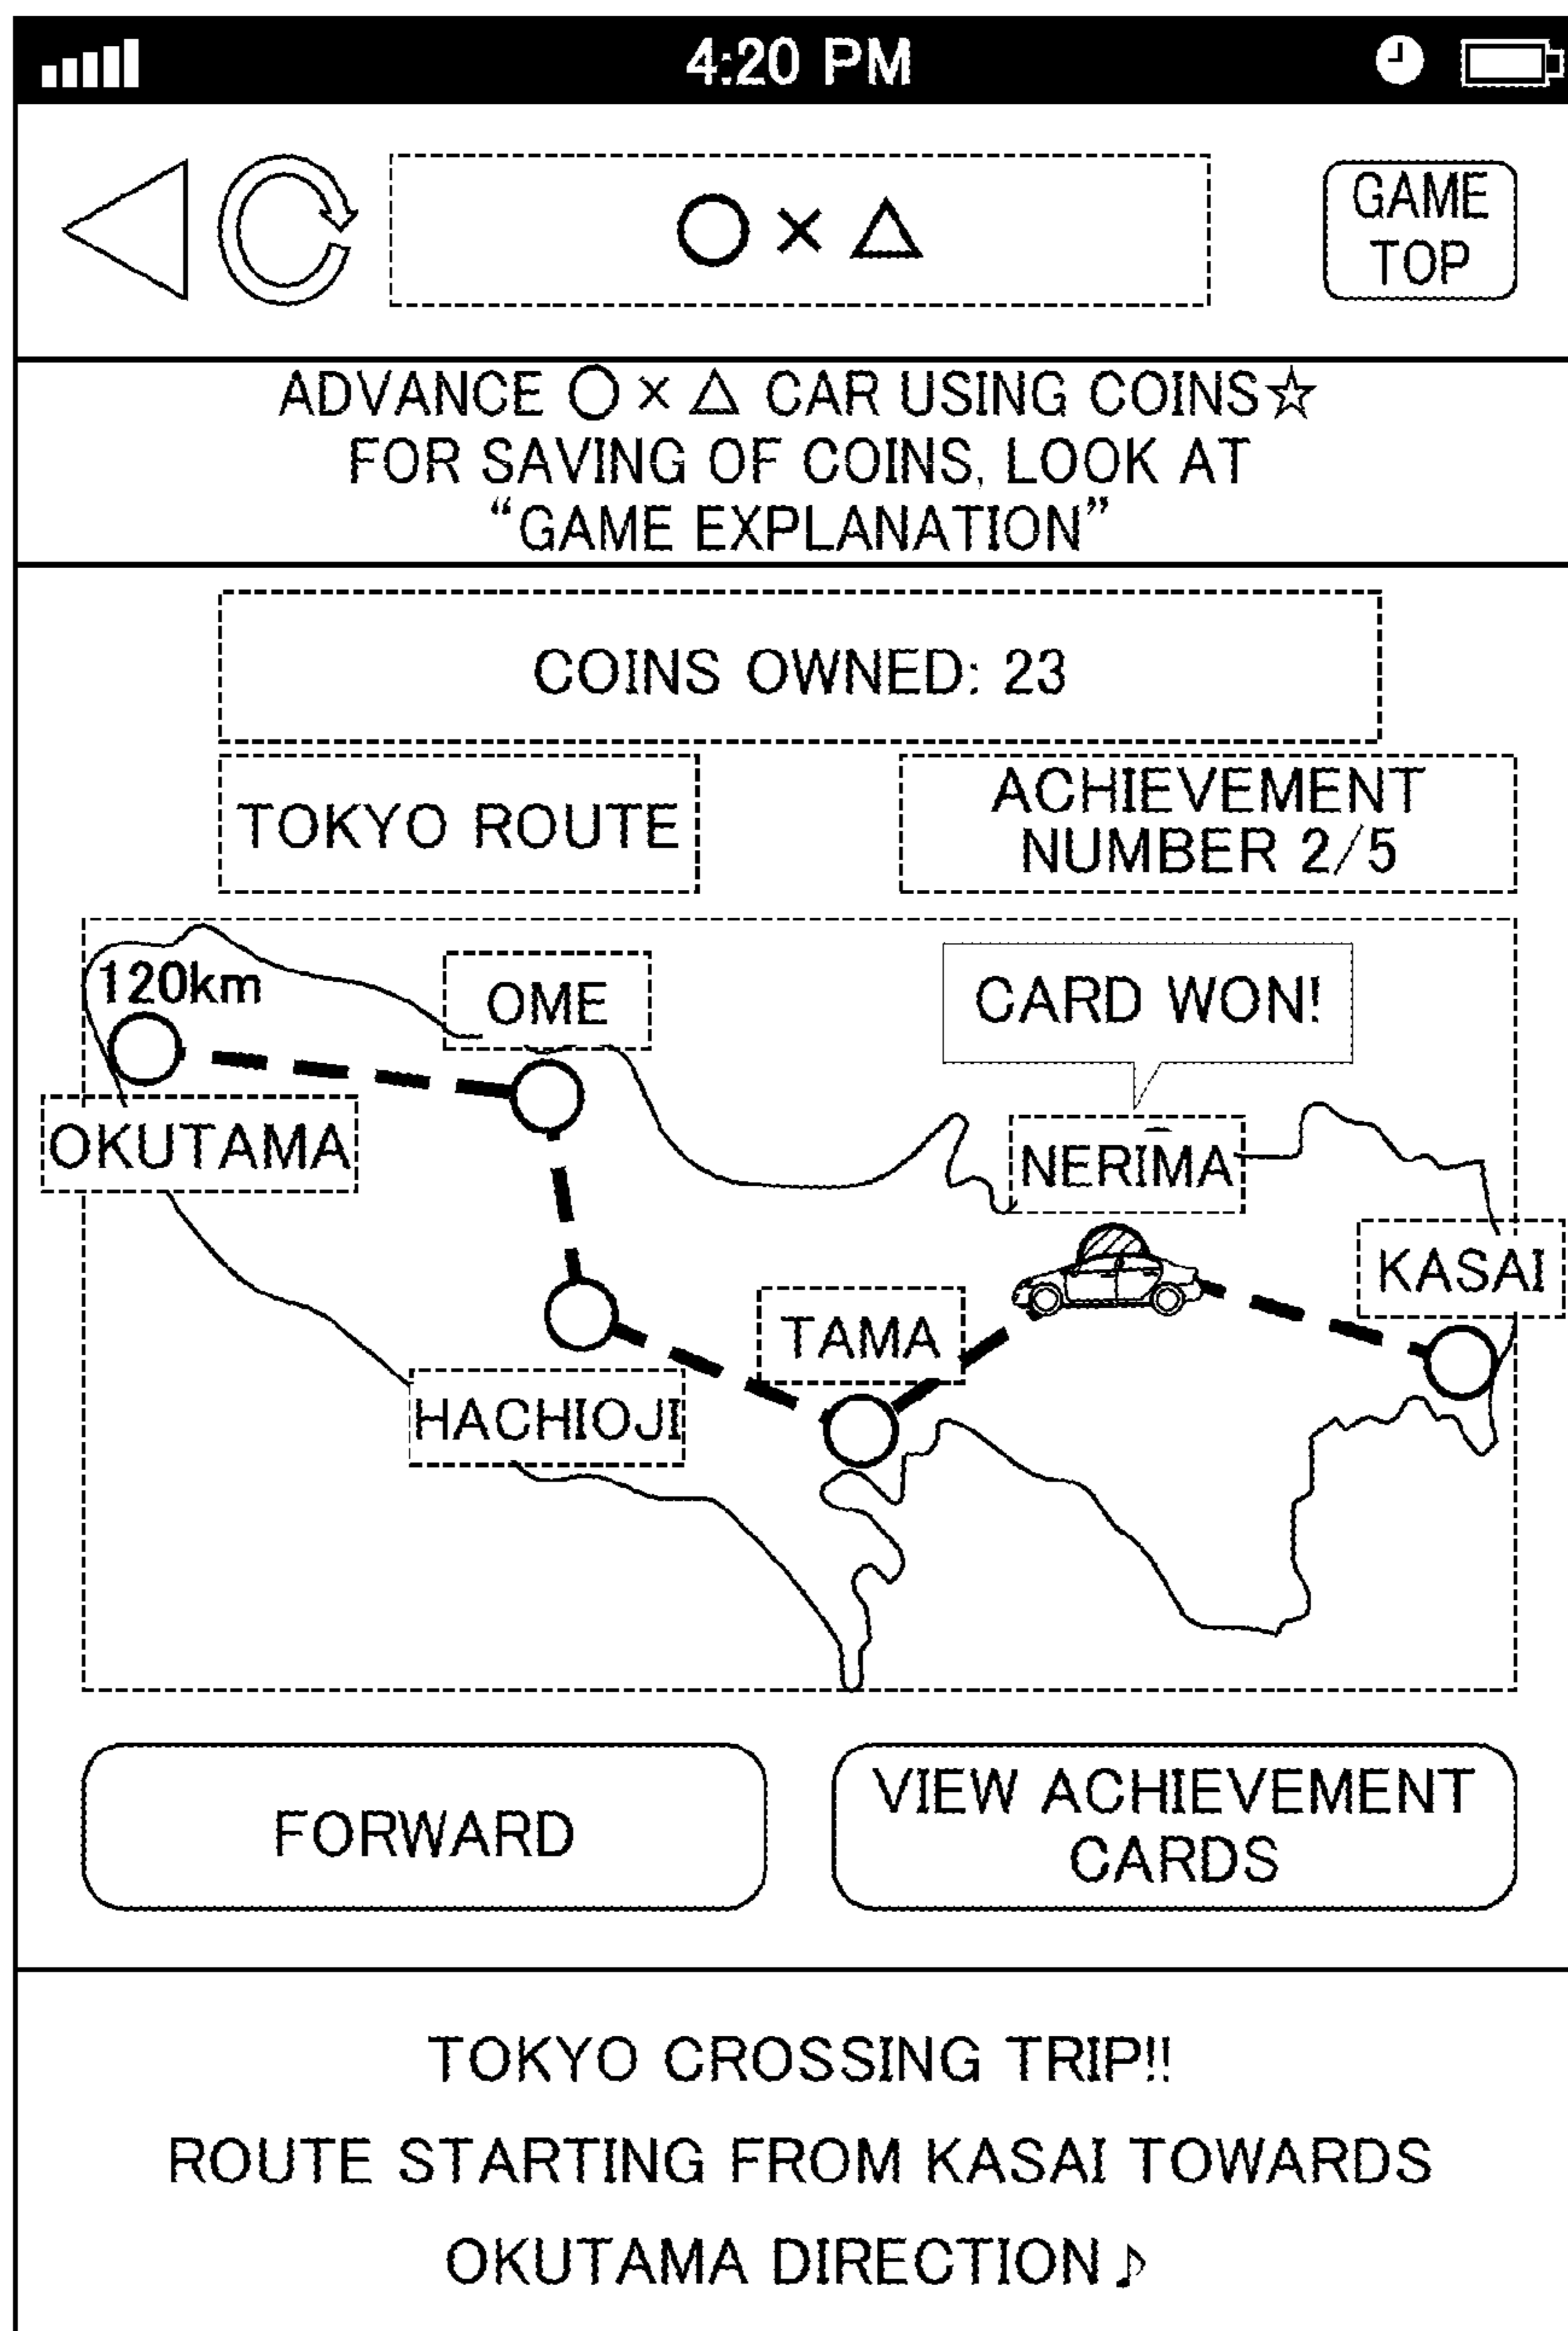 4:20 PM
○×△
GAME
TOP
ADVANCE ○×△ CAR USING COINS☆
FOR SAVING OF COINS, LOOK AT
“GAME EXPLANATION”
COINS OWNED: 23
TOKYO ROUTE
ACHIEVEMENT
NUMBER 2/5
120km
OME
CARD WON!
OKUTAMA
NERIMA
KASAI
TAMA
HACHIOJI
FORWARD
VIEW ACHIEVEMENT
CARDS
TOKYO CROSSING TRIP!!
ROUTE STARTING FROM KASAI TOWARDS
OKUTAMA DIRECTION♪